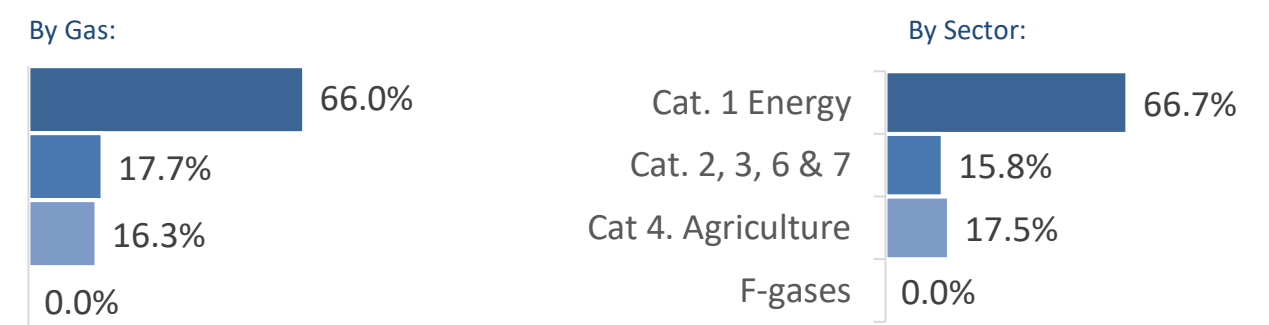 By Gas:
66.0%
17.7%
16.3%
0.0%
By Sector:
Cat. 1 Energy 66.7%
Cat. 2, 3, 6 & 7 15.8%
Cat 4. Agriculture 17.5%
F-gases 0.0%